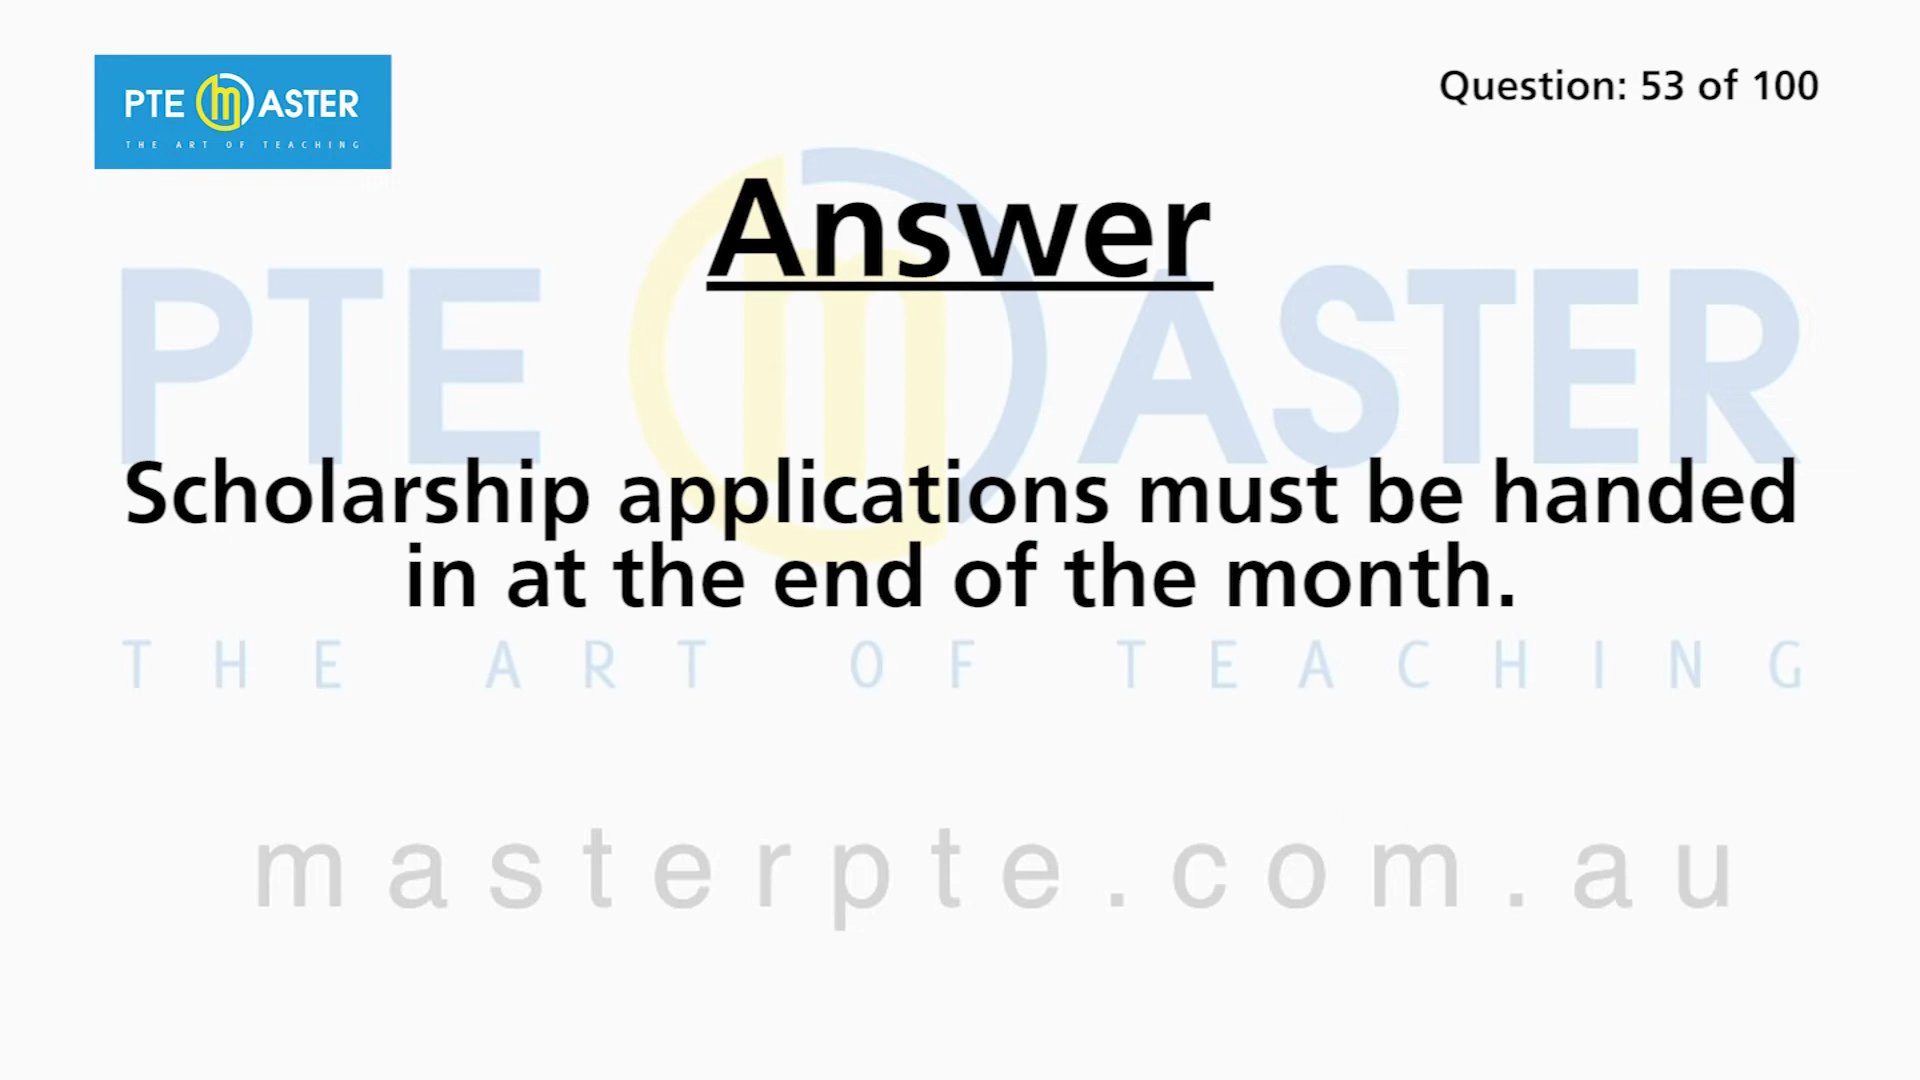 PTE MASTER
THE ART OF TEACHING
Question: 53 of 100
Answer
PTE MASTER
Scholarship applications must be handed
in at the end of the month.
THE ART OF TEACHING
masterpte.com.au